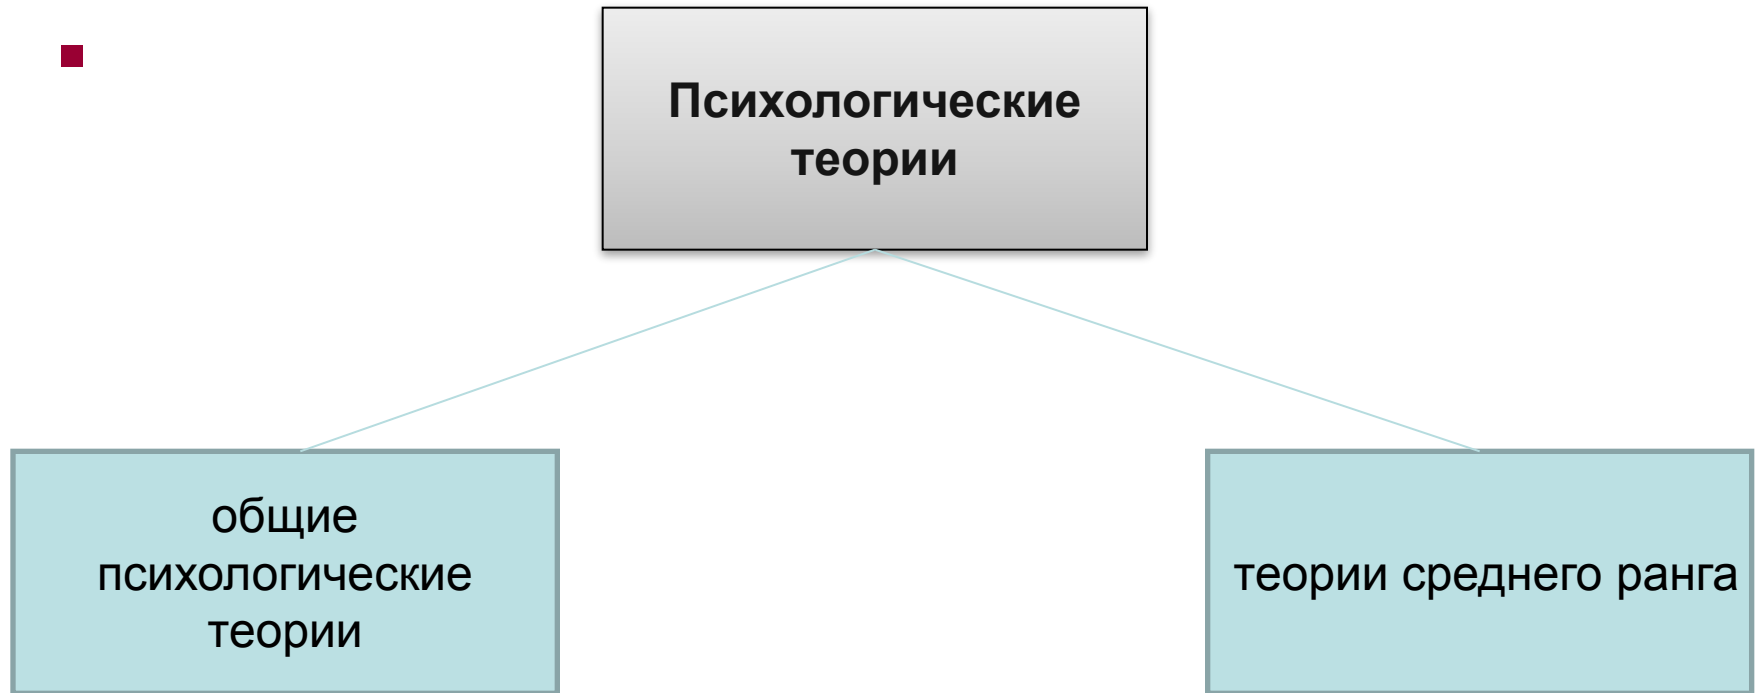 Психологические
теории
общие
психологические
теории
теории среднего ранга